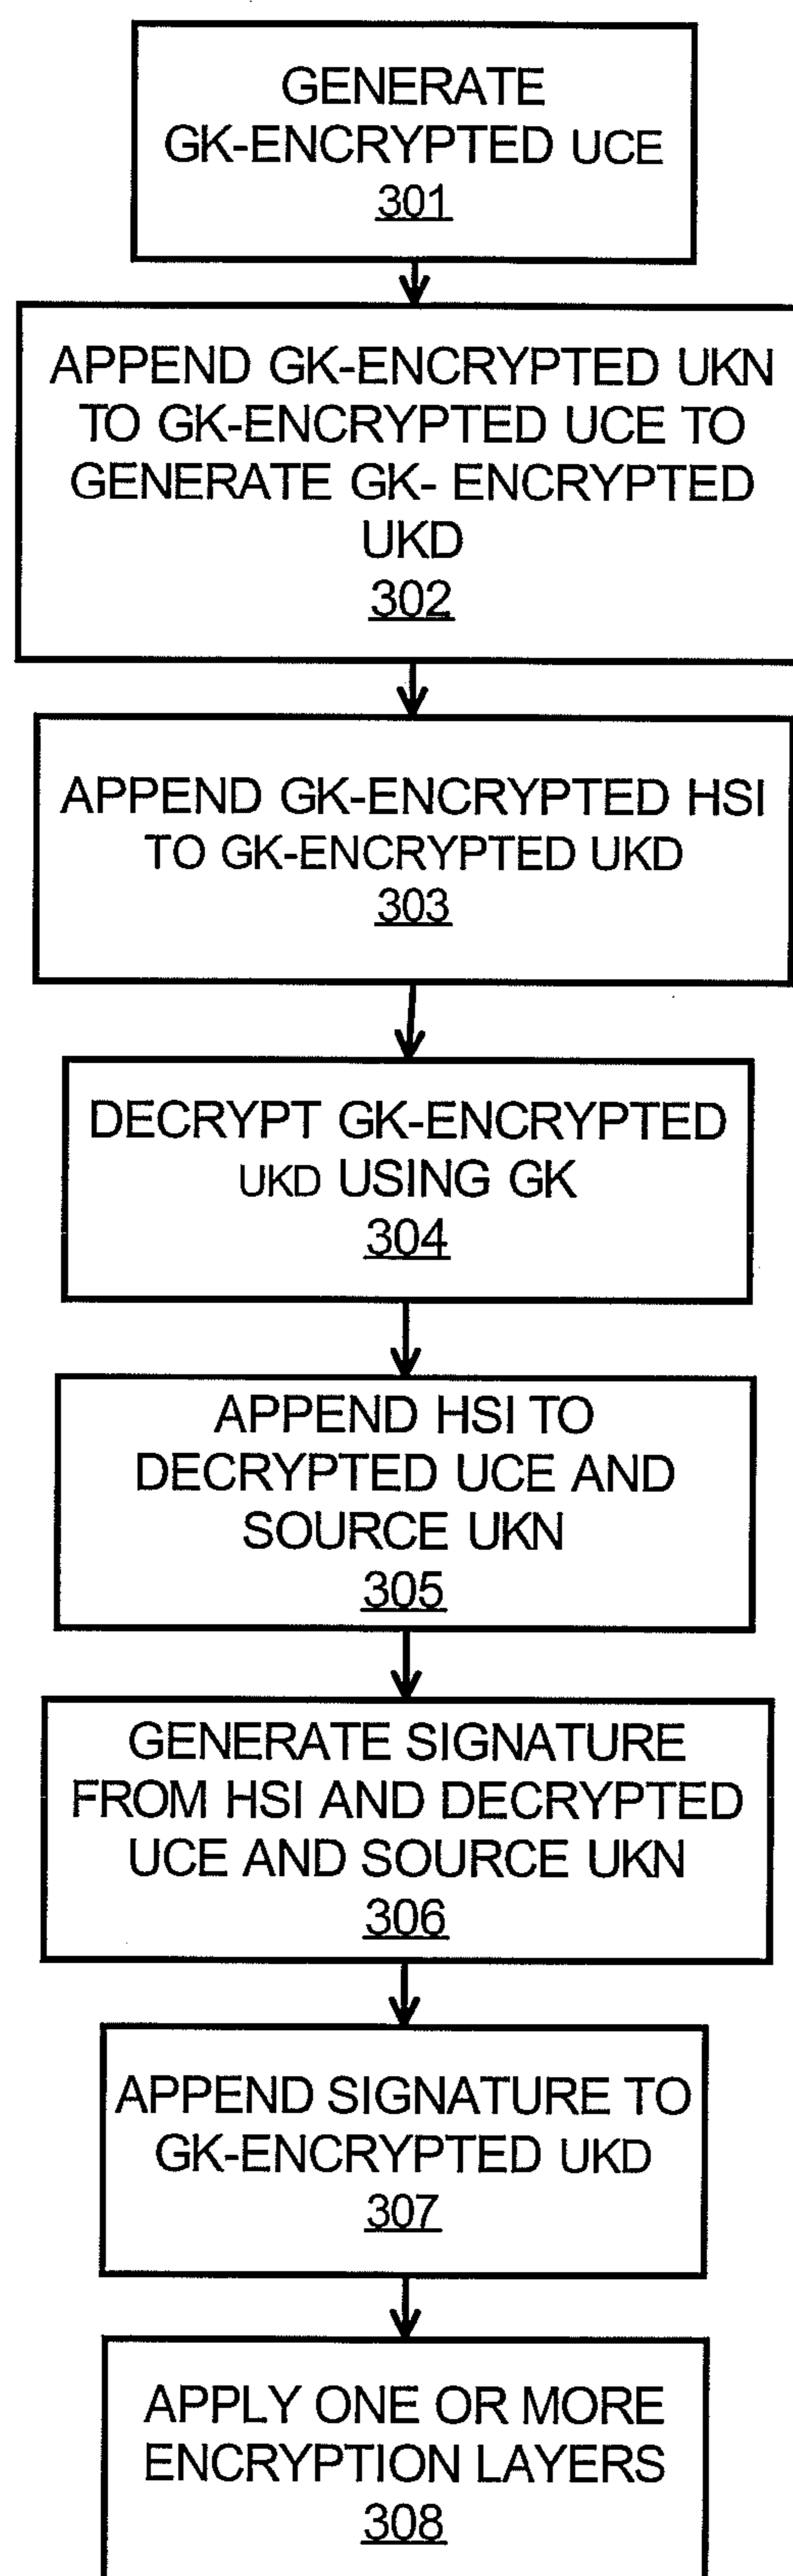 GENERATE
GK-ENCRYPTED UCE
301
APPEND GK-ENCRYPTED UKN
TO GK-ENCRYPTED UCE TO
GENERATE GK- ENCRYPTED
UKD
302
APPEND GK-ENCRYPTED HSI
TO GK-ENCRYPTED UKD
303
DECRYPT GK-ENCRYPTED
UKD USING GK
304
APPEND HSI TO
DECRYPTED UCE AND
SOURCE UKN
305
GENERATE SIGNATURE
FROM HSI AND DECRYPTED
UCE AND SOURCE UKN
306
APPEND SIGNATURE TO
GK-ENCRYPTED UKD
307
APPLY ONE OR MORE
ENCRYPTION LAYERS
308